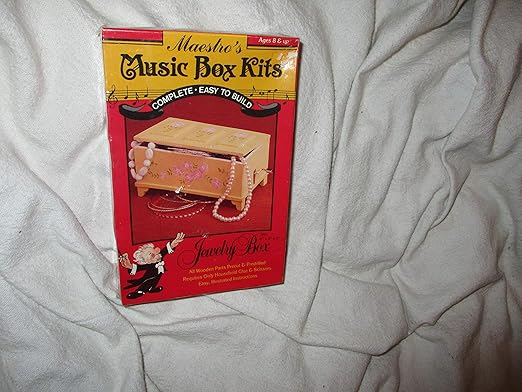 Ages 8 & up
Maestro's
Music Box Kits
COMPLETE • EASY TO BUILD
Jewelry Box
All Wooden Parts Precut & Predrilled
Requires Only Household Glue & Scissors
Easy, Illustrated Instructions